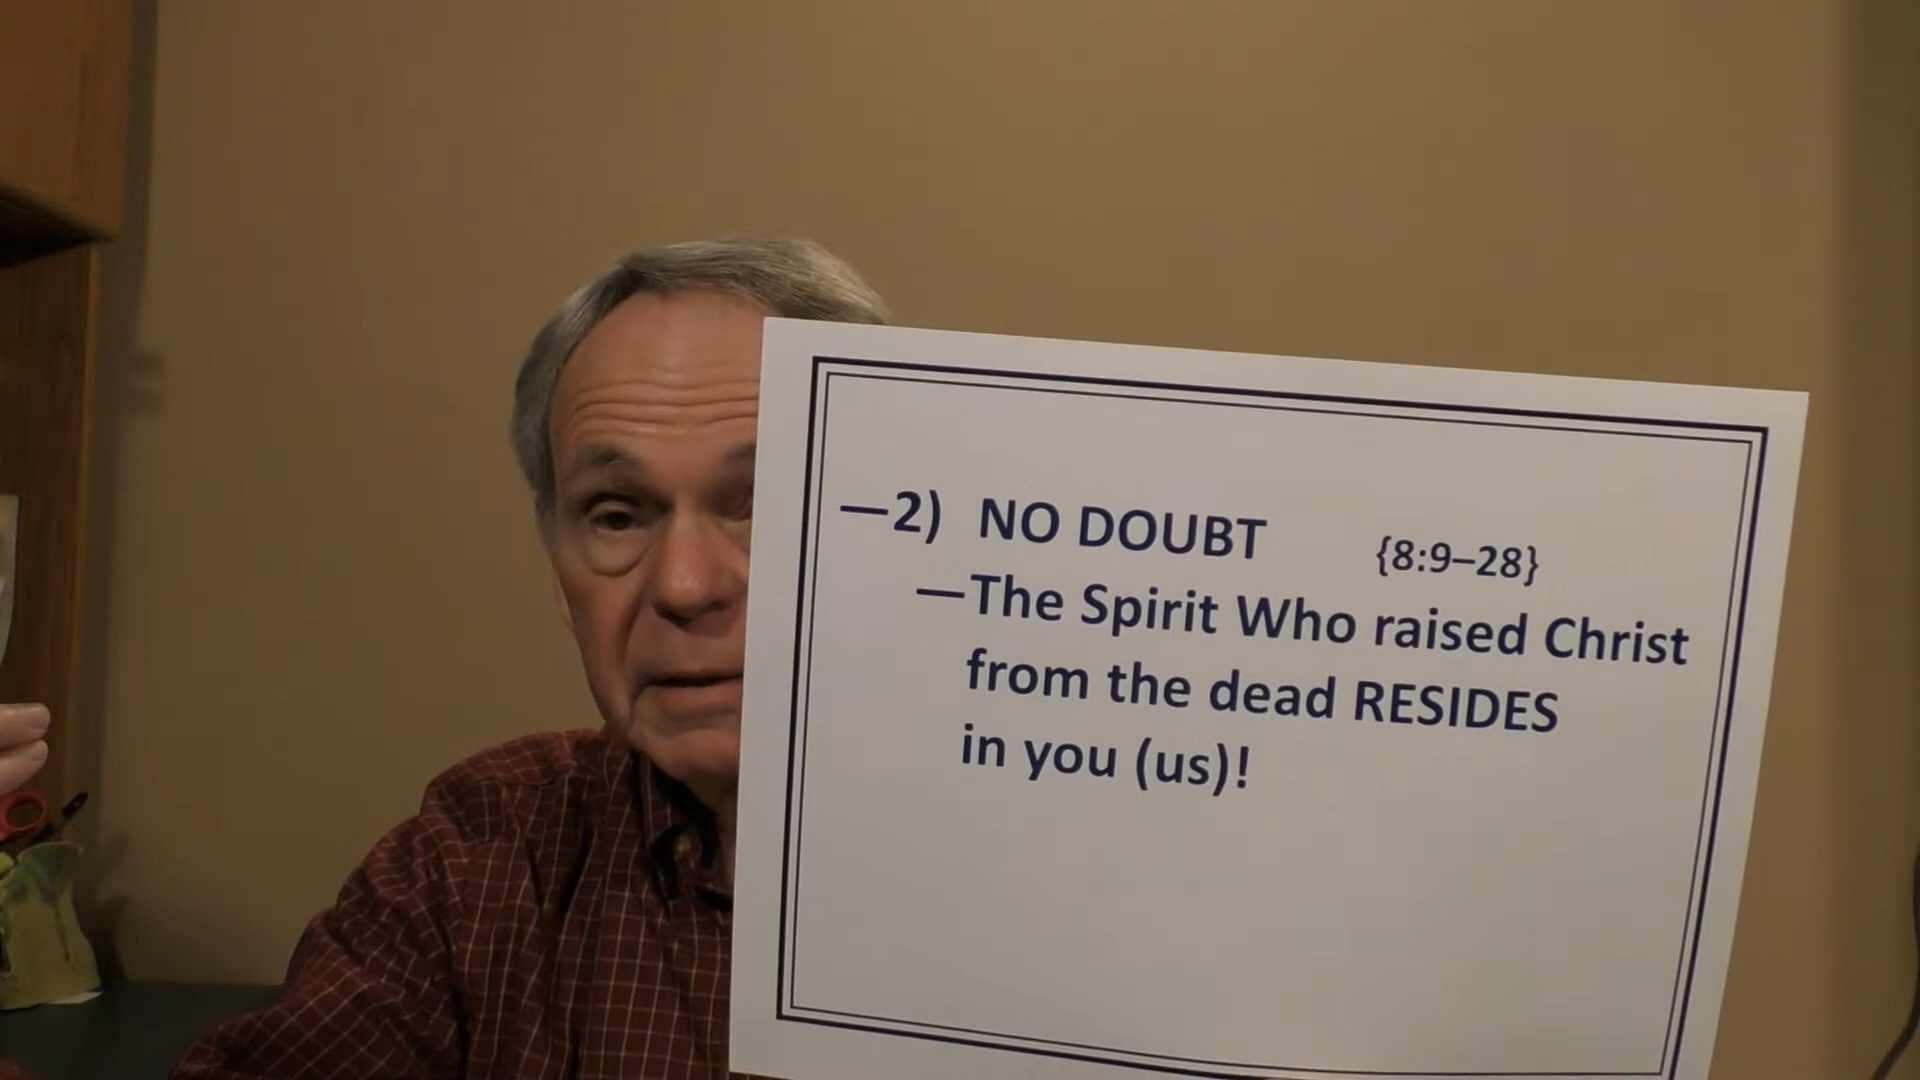 —2) NO DOUBT {8:9–28}
—The Spirit Who raised Christ
from the dead RESIDES
in you (us)!